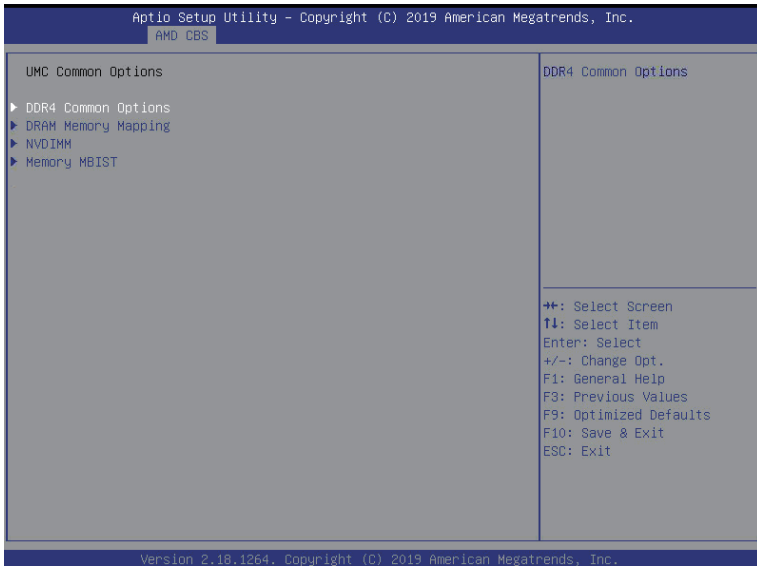 Aptio Setup Utility – Copyright (C) 2019 American Megatrends, Inc.
AMD CBS
UMC Common Options
DDR4 Common Options
DRAM Memory Mapping
NVDIMM
Memory MBIST
DDR4 Common Options
→←: Select Screen
↑↓: Select Item
Enter: Select
+/-: Change Opt.
F1: General Help
F3: Previous Values
F9: Optimized Defaults
F10: Save & Exit
ESC: Exit
Version 2.18.1264. Copyright (C) 2019 American Megatrends, Inc.